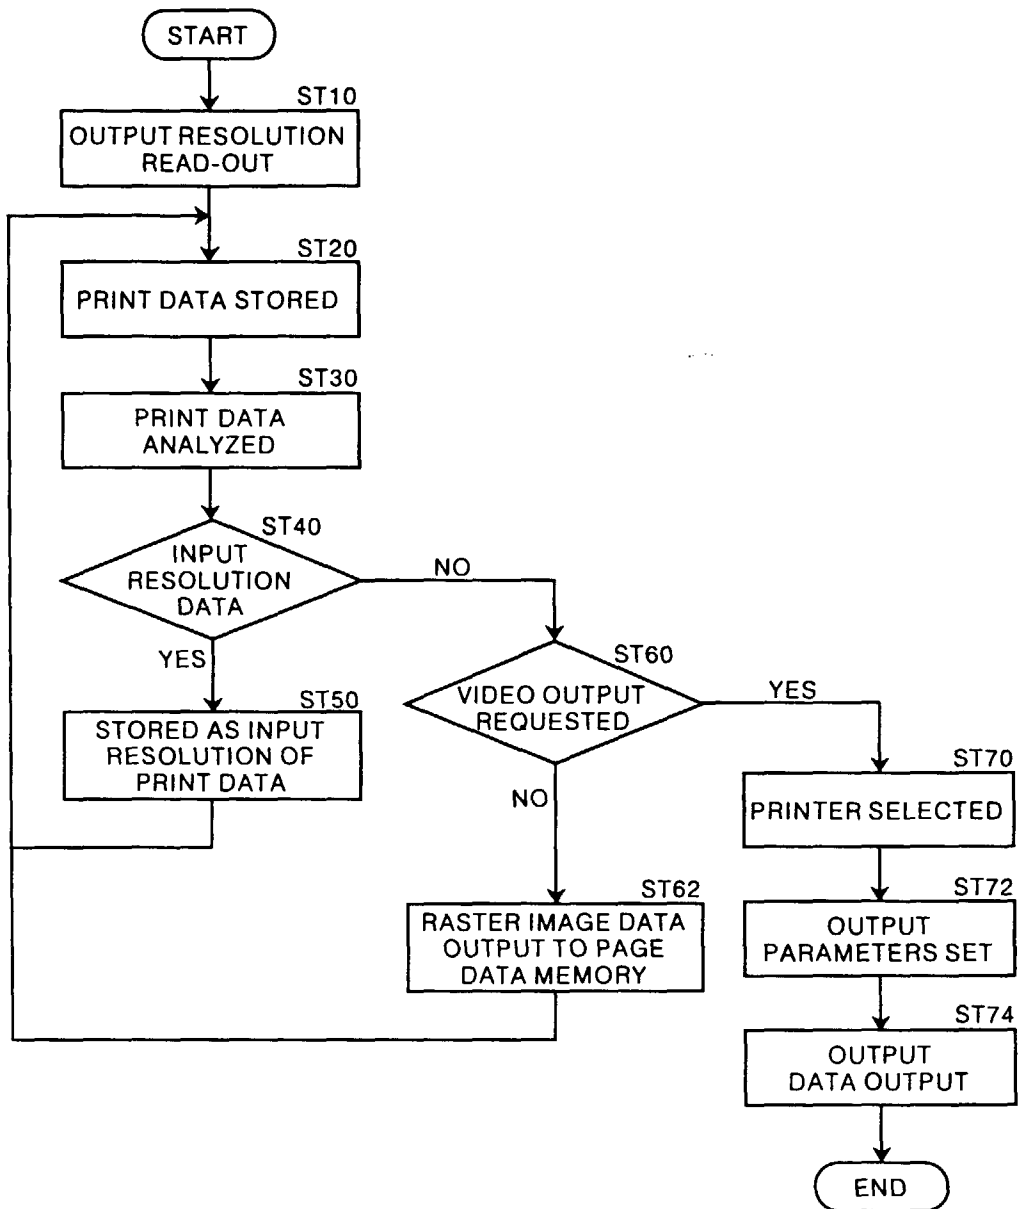 START
ST10
OUTPUT RESOLUTION
READ-OUT
ST20
PRINT DATA STORED
ST30
PRINT DATA
ANALYZED
ST40
INPUT
RESOLUTION
DATA
NO
YES
ST50
STORED AS INPUT
RESOLUTION OF
PRINT DATA
ST60
VIDEO OUTPUT
REQUESTED
YES
NO
ST62
RASTER IMAGE DATA
OUTPUT TO PAGE
DATA MEMORY
ST70
PRINTER SELECTED
ST72
OUTPUT
PARAMETERS SET
ST74
OUTPUT
DATA OUTPUT
END